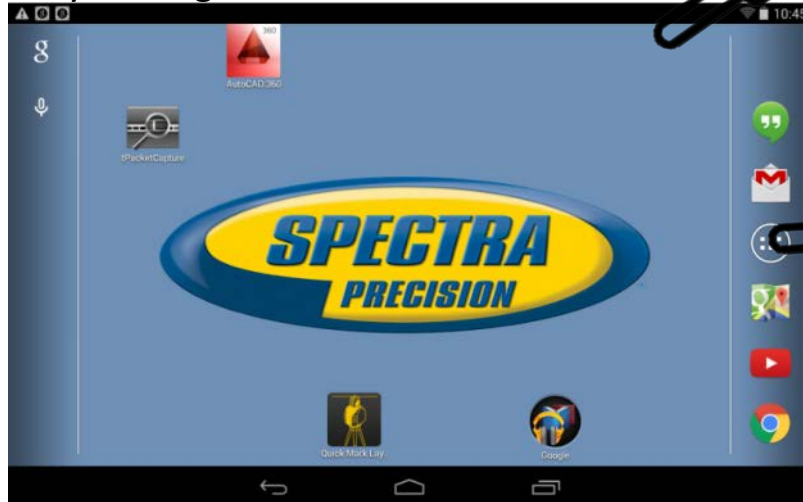 10:45
g
AutoCAD 360
tPacketCapture
SPECTRA
PRECISION
Quick Mark Lay
Google